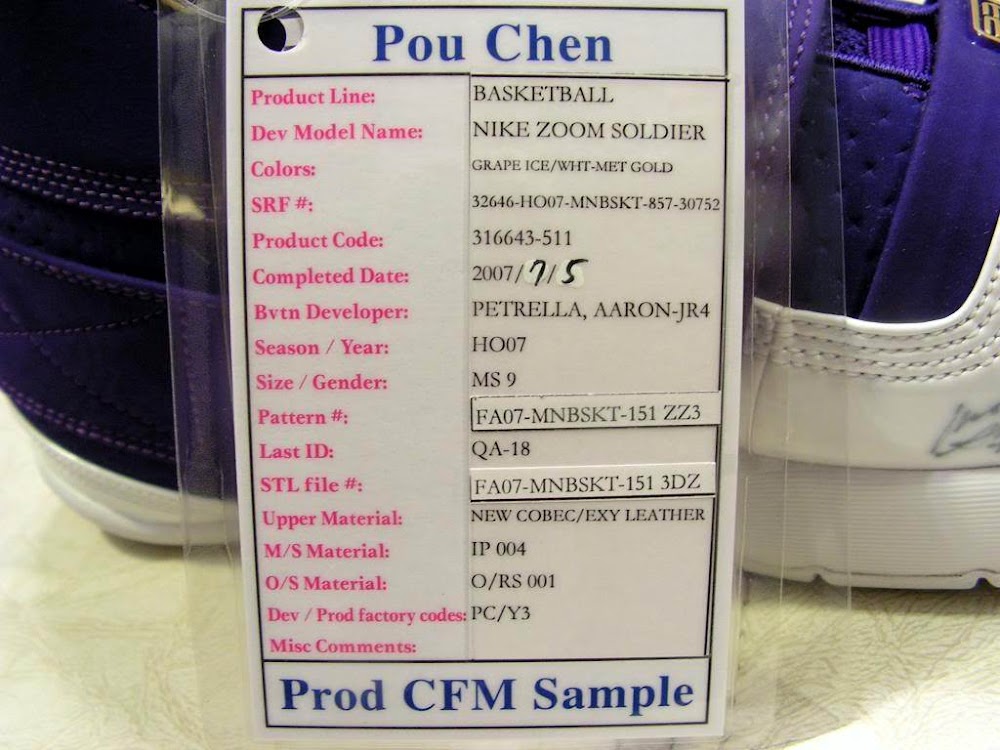 Pou Chen
Product Line: BASKETBALL
Dev Model Name: NIKE ZOOM SOLDIER
Colors: GRAPE ICE/WHT-MET GOLD
SRF #: 32646-HO07-MNBSKT-857-30752
Product Code: 316643-511
Completed Date: 2007/7/5
Bvtn Developer: PETRELLA, AARON-JR4
Season / Year: HO07
Size / Gender: MS 9
Pattern #: FA07-MNBSKT-151 ZZ3
Last ID: QA-18
STL file #: FA07-MNBSKT-151 3DZ
Upper Material: NEW COBEC/EXY LEATHER
M/S Material: IP 004
O/S Material: O/RS 001
Dev / Prod factory codes: PC/Y3
Misc Comments:
Prod CFM Sample